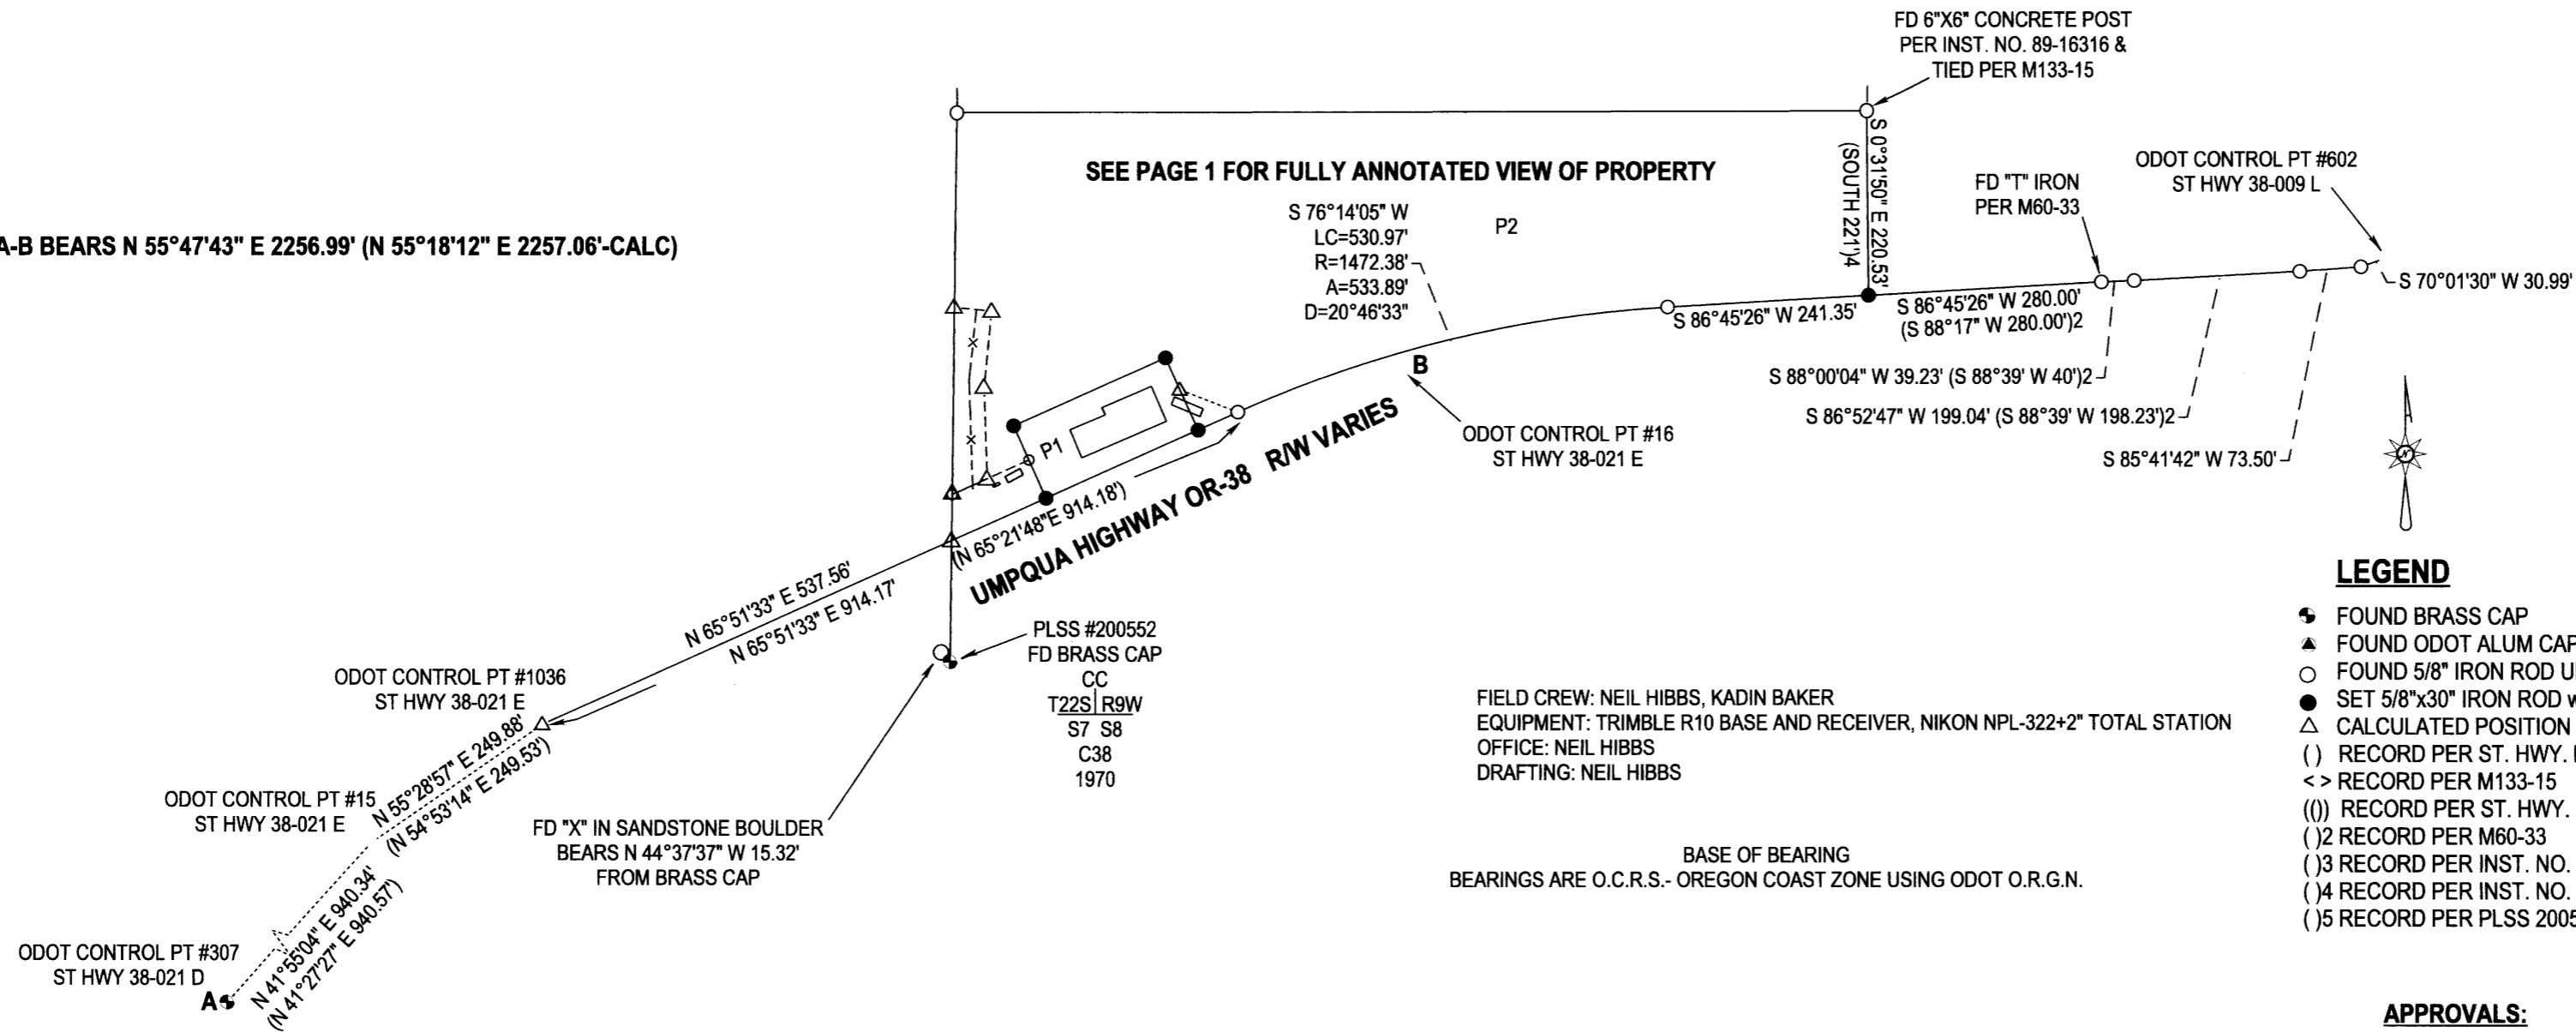 FD 6"X6" CONCRETE POST
PER INST. NO. 89-16316 &
TIED PER M133-15
S 0°31'50" E 220.53'
(SOUTH 221')4
SEE PAGE 1 FOR FULLY ANNOTATED VIEW OF PROPERTY
ODOT CONTROL PT #602
ST HWY 38-009 L
FD "T" IRON
PER M60-33
S 76°14'05" W
LC=530.97'
R=1472.38'
A=533.89'
D=20°46'33"
P2
A-B BEARS N 55°47'43" E 2256.99' (N 55°18'12" E 2257.06'-CALC)
S 70°01'30" W 30.99'
S 86°45'26" W 241.35'
S 86°45'26" W 280.00'
(S 88°17" W 280.00')2
S 88°00'04" W 39.23' (S 88°39' W 40')2
S 86°52'47" W 199.04' (S 88°39' W 198.23')2
S 85°41'42" W 73.50'
B
ODOT CONTROL PT #16
ST HWY 38-021 E
P1
(N 65°21'48"E 914.18')
UMPQUA HIGHWAY OR-38 R/W VARIES
N 65°51'33" E 537.56'
N 65°51'33" E 914.17'
PLSS #200552
FD BRASS CAP
CC
T22S R9W
S7 S8
C38
1970
ODOT CONTROL PT #1036
ST HWY 38-021 E
N 55°28'57" E 249.88'
(N 54°53'14" E 249.53')
ODOT CONTROL PT #15
ST HWY 38-021 E
FD "X" IN SANDSTONE BOULDER
BEARS N 44°37'37" W 15.32'
FROM BRASS CAP
N 41°55'04" E 940.34'
(N 41°27'27" E 940.57')
ODOT CONTROL PT #307
ST HWY 38-021 D
A
FIELD CREW: NEIL HIBBS, KADIN BAKER
EQUIPMENT: TRIMBLE R10 BASE AND RECEIVER, NIKON NPL-322+2" TOTAL STATION
OFFICE: NEIL HIBBS
DRAFTING: NEIL HIBBS
BASE OF BEARING
BEARINGS ARE O.C.R.S.- OREGON COAST ZONE USING ODOT O.R.G.N.
N
LEGEND
FOUND BRASS CAP
FOUND ODOT ALUM CAP
FOUND 5/8" IRON ROD
SET 5/8"x30" IRON ROD
CALCULATED POSITION
( ) RECORD PER ST. HWY.
< > RECORD PER M133-15
(()) RECORD PER ST. HWY.
( )2 RECORD PER M60-33
( )3 RECORD PER INST. NO.
( )4 RECORD PER INST. NO.
( )5 RECORD PER PLSS 2005
APPROVALS: